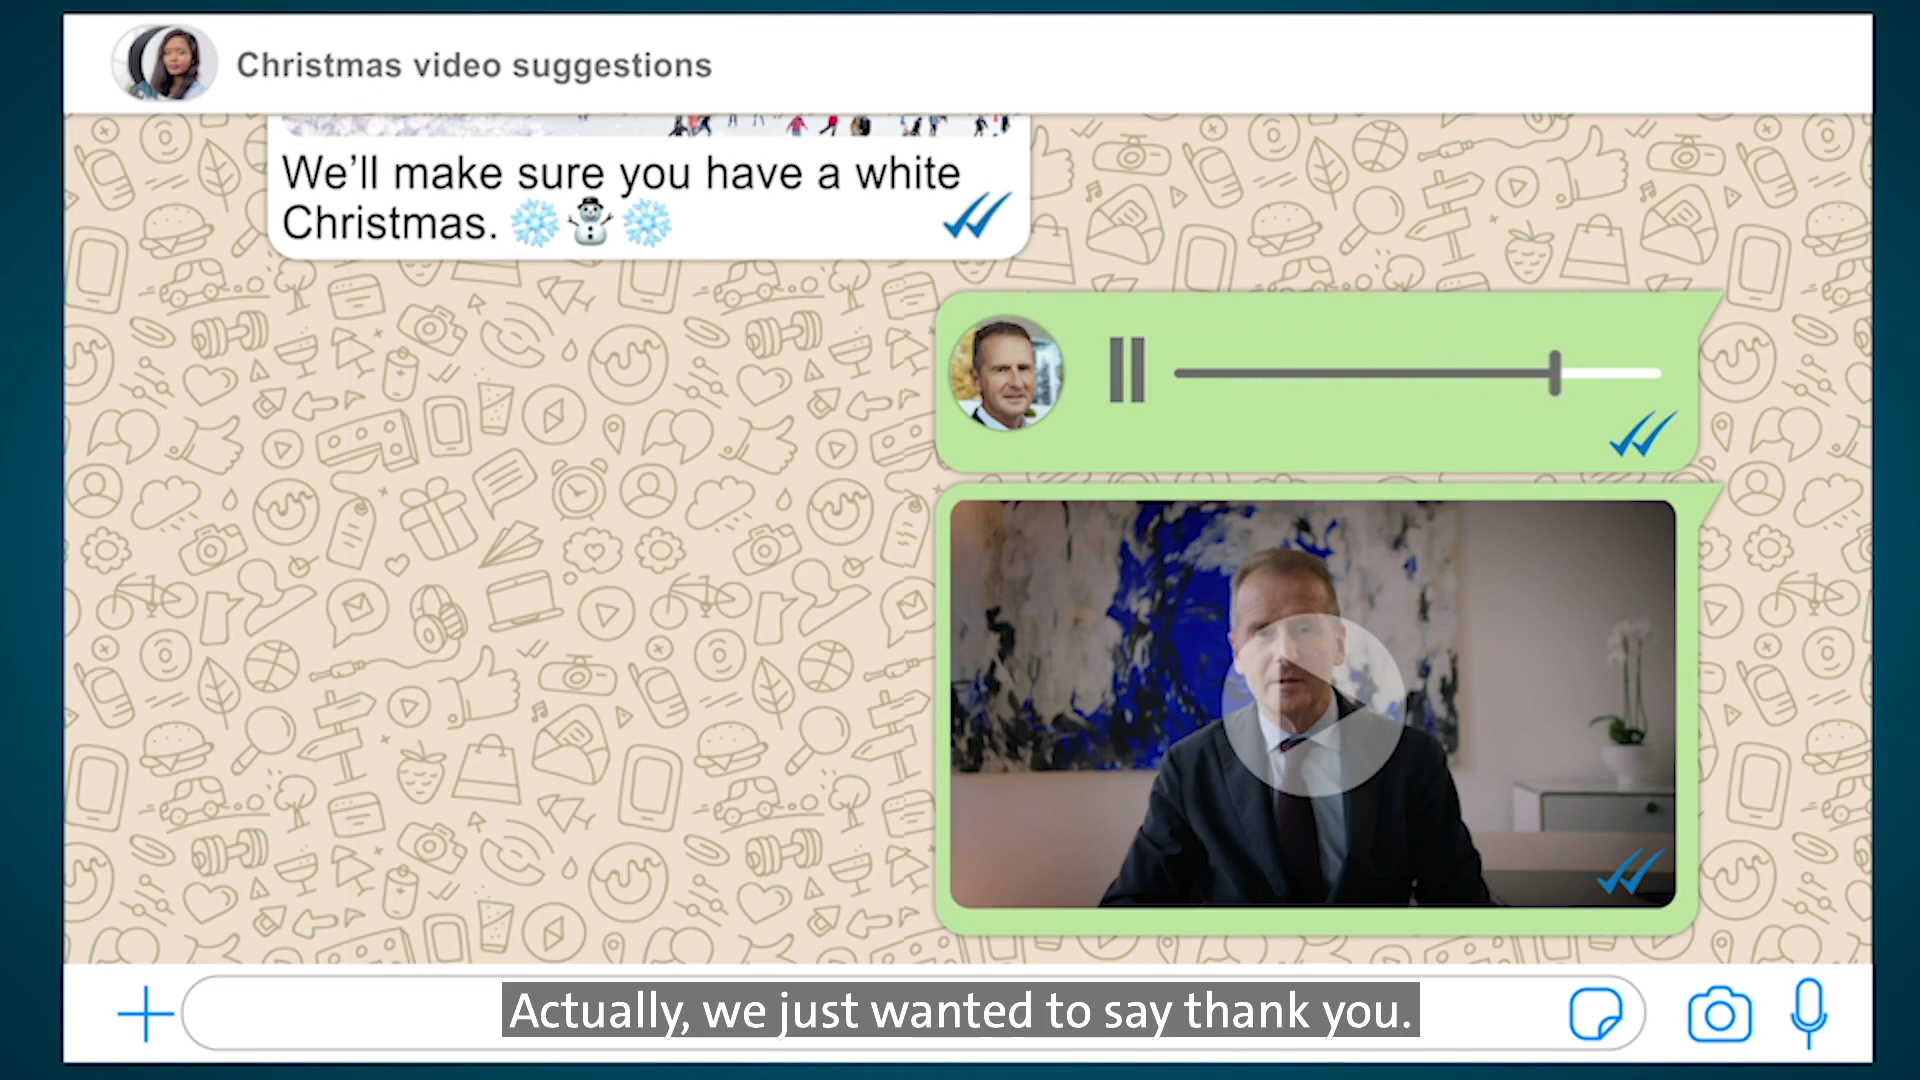 Christmas video suggestions
We’ll make sure you have a white
Christmas. ❄️⛄❄️
Actually, we just wanted to say thank you.